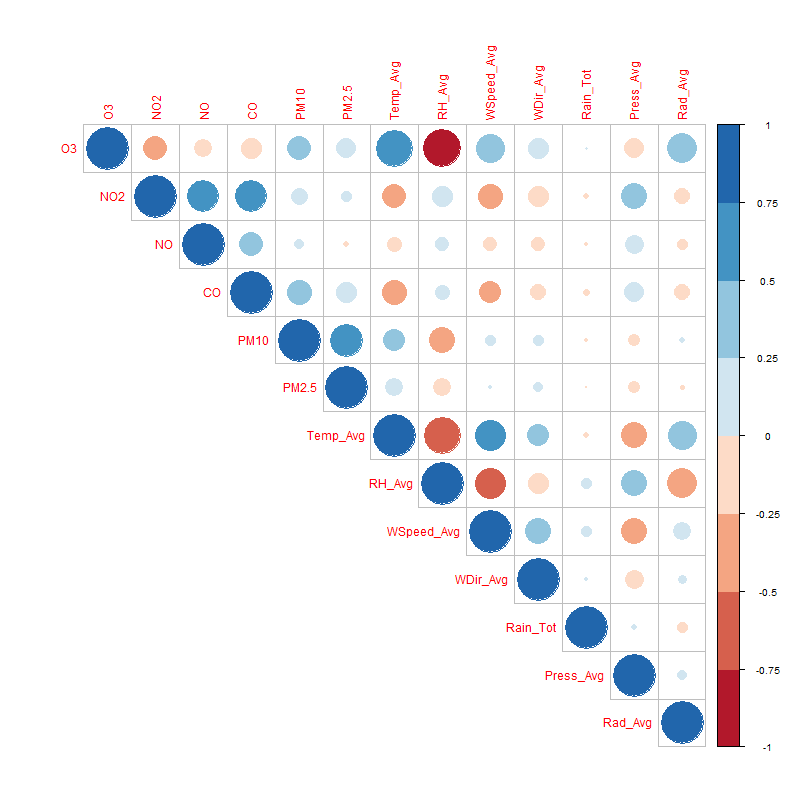 O3
NO2
NO
CO
PM10
PM2.5
Temp_Avg
RH_Avg
WSpeed_Avg
WDir_Avg
Rain_Tot
Press_Avg
Rad_Avg
O3
NO2
NO
CO
PM10
PM2.5
Temp_Avg
RH_Avg
WSpeed_Avg
WDir_Avg
Rain_Tot
Press_Avg
Rad_Avg
1
0.75
0.5
0.25
0
-0.25
-0.5
-0.75
-1